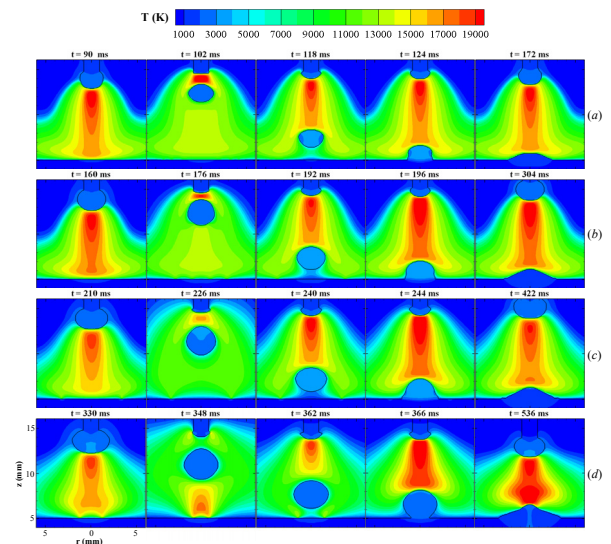 T (K)
1000 3000 5000 7000 9000 11000 13000 15000 17000 19000
t = 90 ms t = 102 ms t = 118 ms t = 124 ms t = 172 ms
(a)
t = 160 ms t = 176 ms t = 192 ms t = 196 ms t = 304 ms
(b)
t = 210 ms t = 226 ms t = 240 ms t = 244 ms t = 422 ms
(c)
t = 330 ms t = 348 ms t = 362 ms t = 366 ms t = 536 ms
15
10
5
z (mm)
(d)
5 0 5
r (mm)